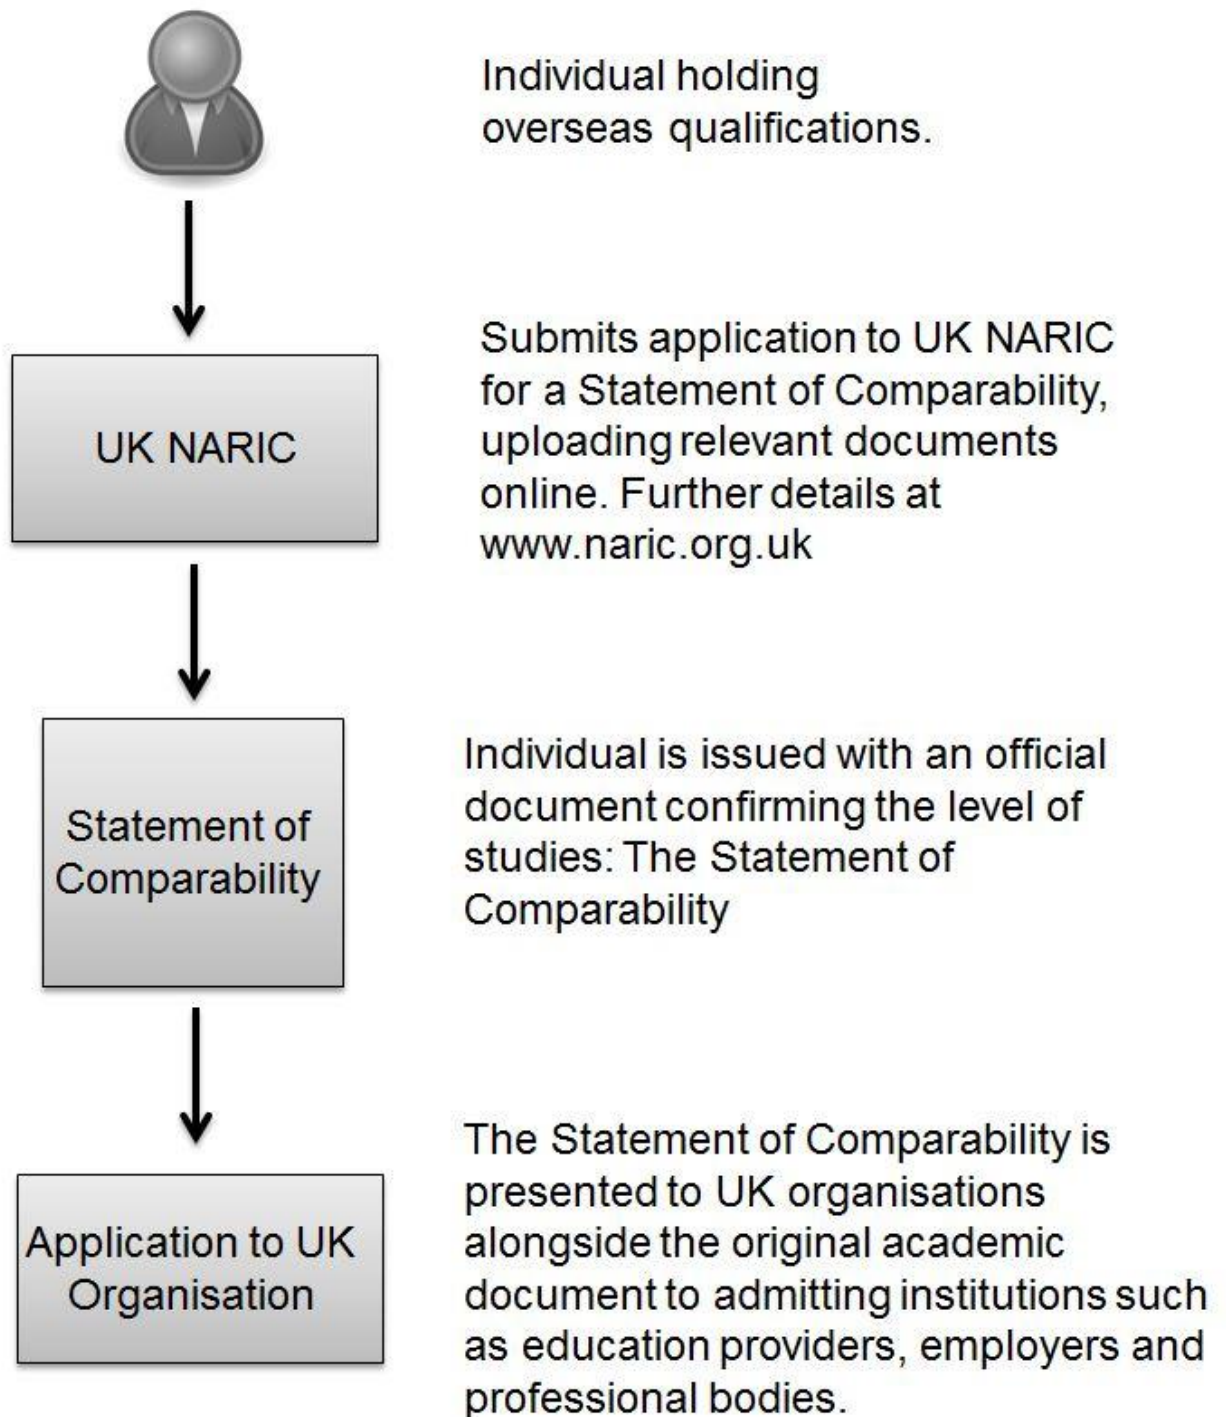 Individual holding
overseas qualifications.
UK NARIC
Submits application to UK NARIC
for a Statement of Comparability,
uploading relevant documents
online. Further details at
www.naric.org.uk
Statement of
Comparability
Individual is issued with an official
document confirming the level of
studies: The Statement of
Comparability
Application to UK
Organisation
The Statement of Comparability is
presented to UK organisations
alongside the original academic
document to admitting institutions such
as education providers, employers and
professional bodies.